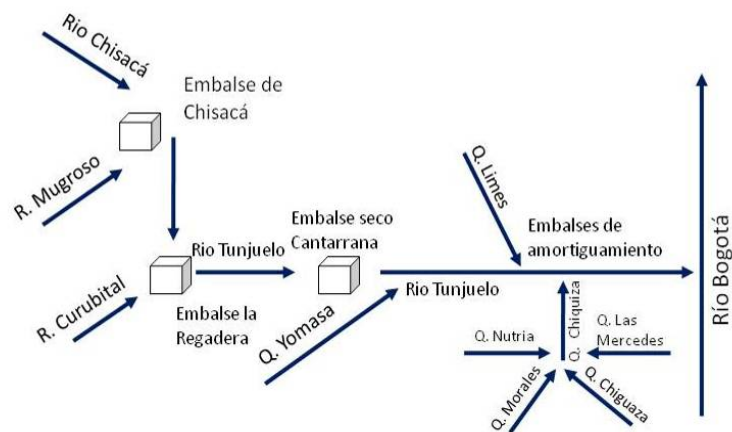 Rio Chisacá
Embalse de
Chisacá
R. Mugroso
Q. Limes
Embalse seco
Cantarrana
Embalses de
amortiguamiento
Rio Tunjuelo
R. Curubital
Embalse la
Regadera
Rio Tunjuelo
Q. Yomasa
Río Bogotá
Q. Chiquiza
Q. Nutria
Q. Las
Mercedes
Q. Morales
Q. Chiguaza